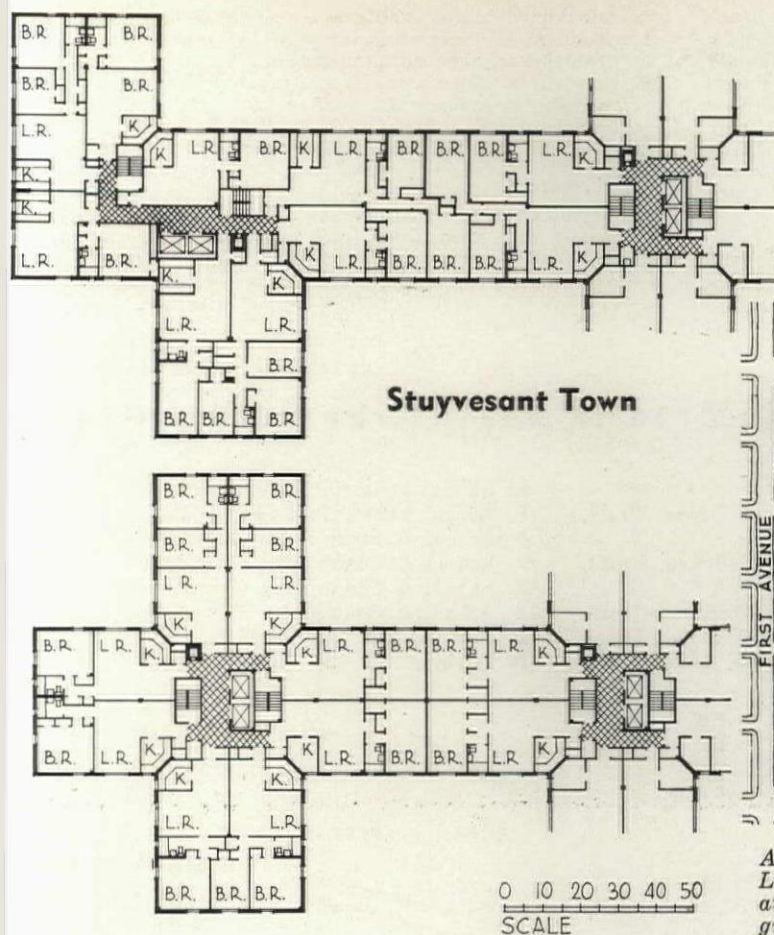 B.R B.R.
B.R. B.R.
L.R. K
K L.R. B.R. K L.R. B.R. B.R. B.R. L.R. K
K.
K.
L.R. B.R. K L.R. B.R. B.R. B.R. L.R. K
K. K
L.R. L.R.
B.R.
Stuyvesant Town
B.R. B.R. B.R.
B.R. B.R.
B.R. B.R.
L.R. L.R.
K K
FIRST AVENUE
B.R. L.R. K K L.R. B.R. B.R. L.R. K
B.R. L.R. K K L.R. B.R. B.R. L.R. K
K. K
L.R. L.R.
B.R. B.R. B.R.
0 10 20 30 40 50
SCALE